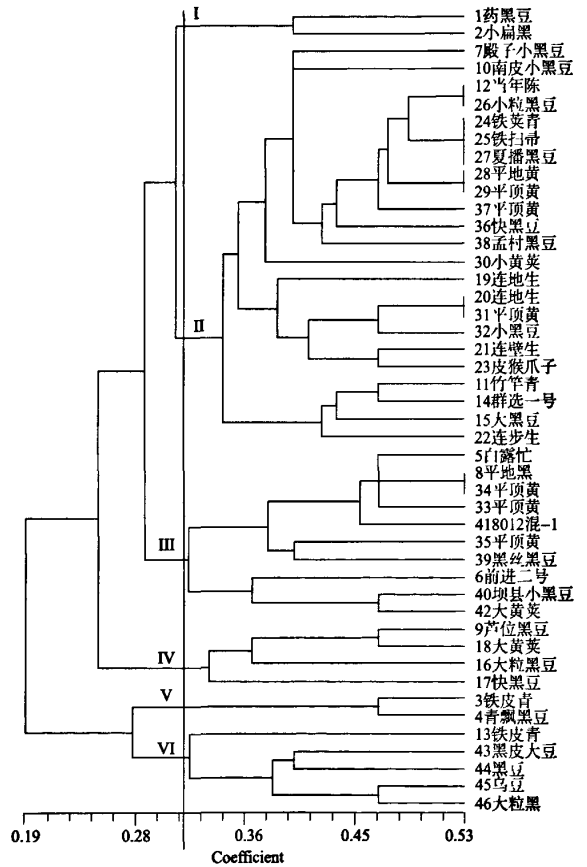 I
1药黑豆
2小扁黑
7殿子小黑豆
10南皮小黑豆
12当年陈
26小粒黑豆
24铁荚青
25铁扫帚
27夏播黑豆
28平地黄
29平顶黄
37平顶黄
36快黑豆
38孟村黑豆
30小黄荚
19连地生
20连地生
II
31平顶黄
32小黑豆
21连壁生
23皮猴爪子
11竹竿青
14群选一号
15大黑豆
22连步生
5白露忙
8平地黑
34平顶黄
33平顶黄
418012混-1
III
35平顶黄
39黑丝黑豆
6前进二号
40坝县小黑豆
42大黄荚
9芦位黑豆
18大黄荚
IV
16大粒黑豆
17快黑豆
V
3铁皮青
4青瓢黑豆
13铁皮青
VI
43黑皮大豆
44黑豆
45乌豆
46大粒黑
0.19 0.28 0.36 0.45 0.53
Coefficient